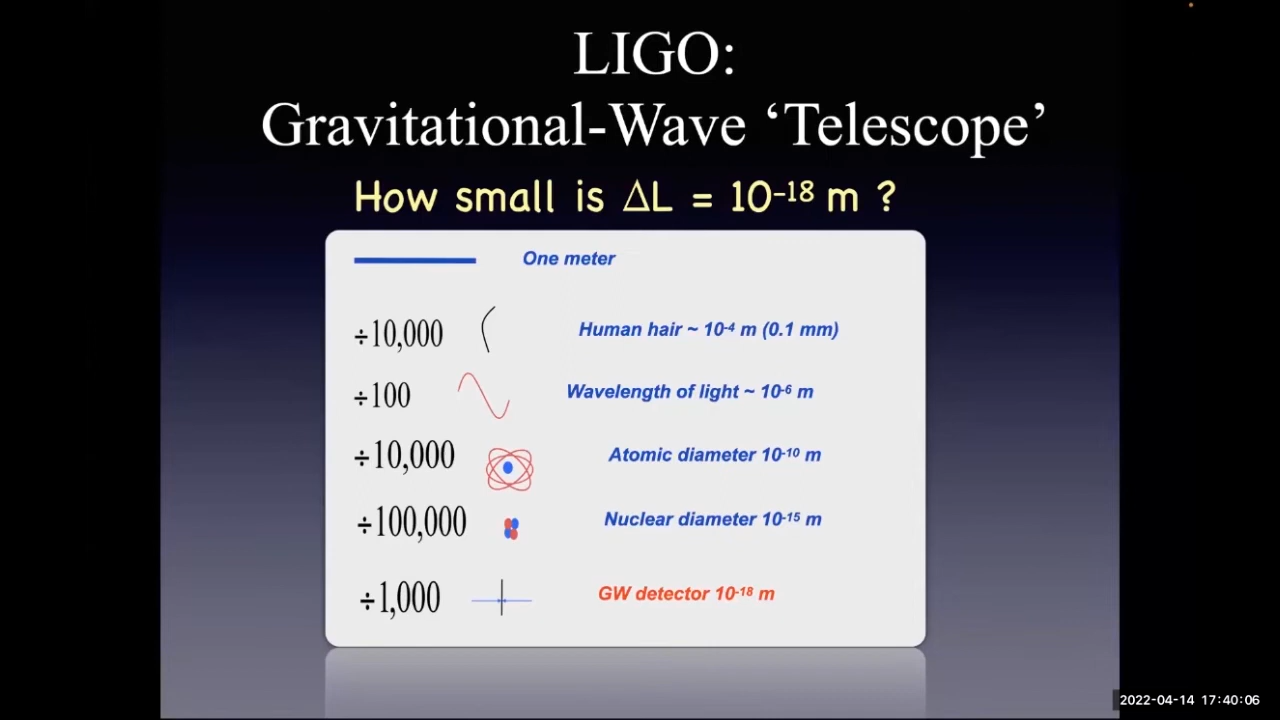 LIGO:
Gravitational-Wave ‘Telescope’
How small is ΔL = 10⁻¹⁸ m ?
One meter
÷10,000 Human hair ~ 10⁻⁴ m (0.1 mm)
÷100 Wavelength of light ~ 10⁻⁶ m
÷10,000 Atomic diameter 10⁻¹⁰ m
÷100,000 Nuclear diameter 10⁻¹⁵ m
÷1,000 GW detector 10⁻¹⁸ m
2022-04-14 17:40:06